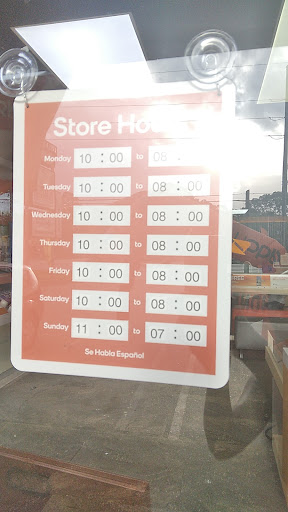 Store
Monday 10 : 00 to
Tuesday 10 : 00 to 08 : 00
Wednesday 10 : 00 to 08 : 00
Thursday 10 : 00 to 08 : 00
Friday 10 : 00 to 08 : 00
Saturday 10 : 00 to 08 : 00
Sunday 11 : 00 to 07 : 00
Se Habla Español